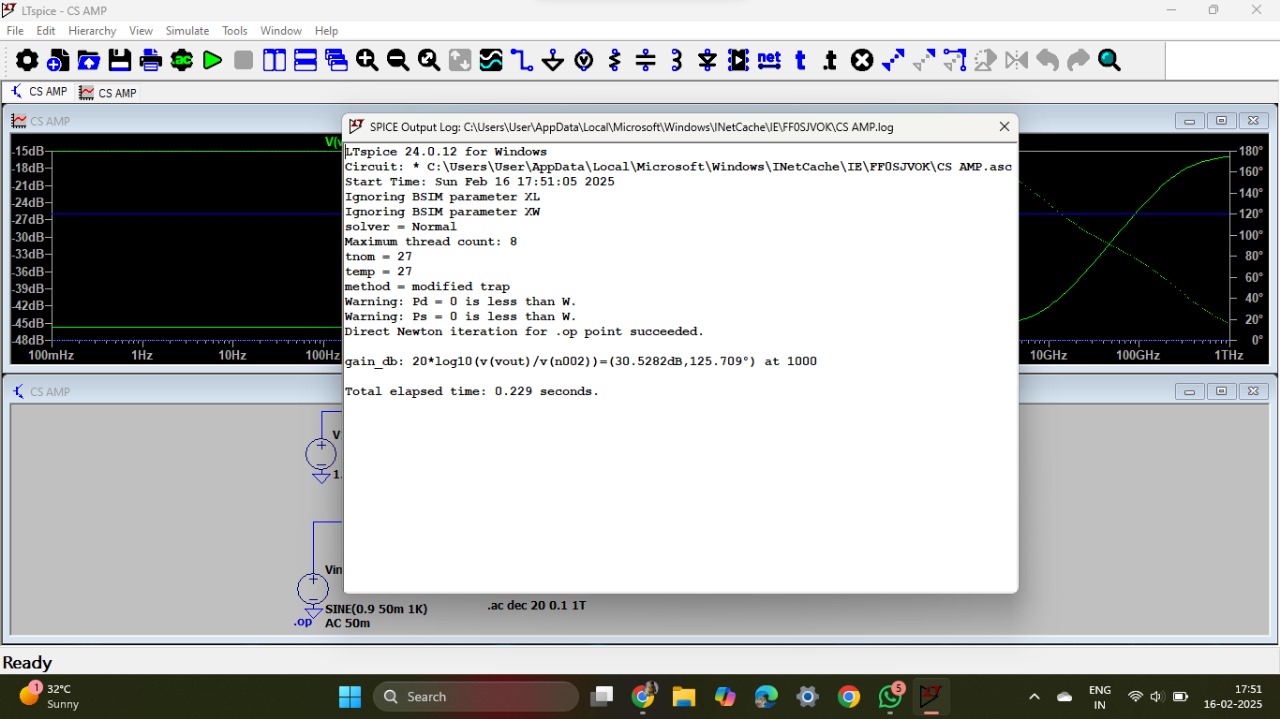 LTspice - CS AMP
File Edit Hierarchy View Simulate Tools Window Help
.ac net t .t
CS AMP CS AMP
CS AMP
SPICE Output Log: C:\Users\User\AppData\Local\Microsoft\Windows\INetCache\IE\FF0SJVOK\CS AMP.log
LTspice 24.0.12 for Windows
Circuit: * C:\Users\User\AppData\Local\Microsoft\Windows\INetCache\IE\FF0SJVOK\CS AMP.asc
Start Time: Sun Feb 16 17:51:05 2025
Ignoring BSIM parameter XL
Ignoring BSIM parameter XW
solver = Normal
Maximum thread count: 8
tnom = 27
temp = 27
method = modified trap
Warning: Pd = 0 is less than W.
Warning: Ps = 0 is less than W.
Direct Newton iteration for .op point succeeded.
gain_db: 20*log10(v(vout)/v(n002))=(30.5282dB,125.709°) at 1000
Total elapsed time: 0.229 seconds.
-15dB
-18dB
-21dB
-24dB
-27dB
-30dB
-33dB
-36dB
-39dB
-42dB
-45dB
-48dB
180°
160°
140°
120°
100°
80°
60°
40°
20°
0°
100mHz 1Hz 10Hz 100Hz 10GHz 100GHz 1THz
CS AMP
V
1.
Vin
SINE(0.9 50m 1K)
.op AC 50m
.ac dec 20 0.1 1T
Ready
1
32°C
Sunny
Search
5
ENG
IN
17:51
16-02-2025